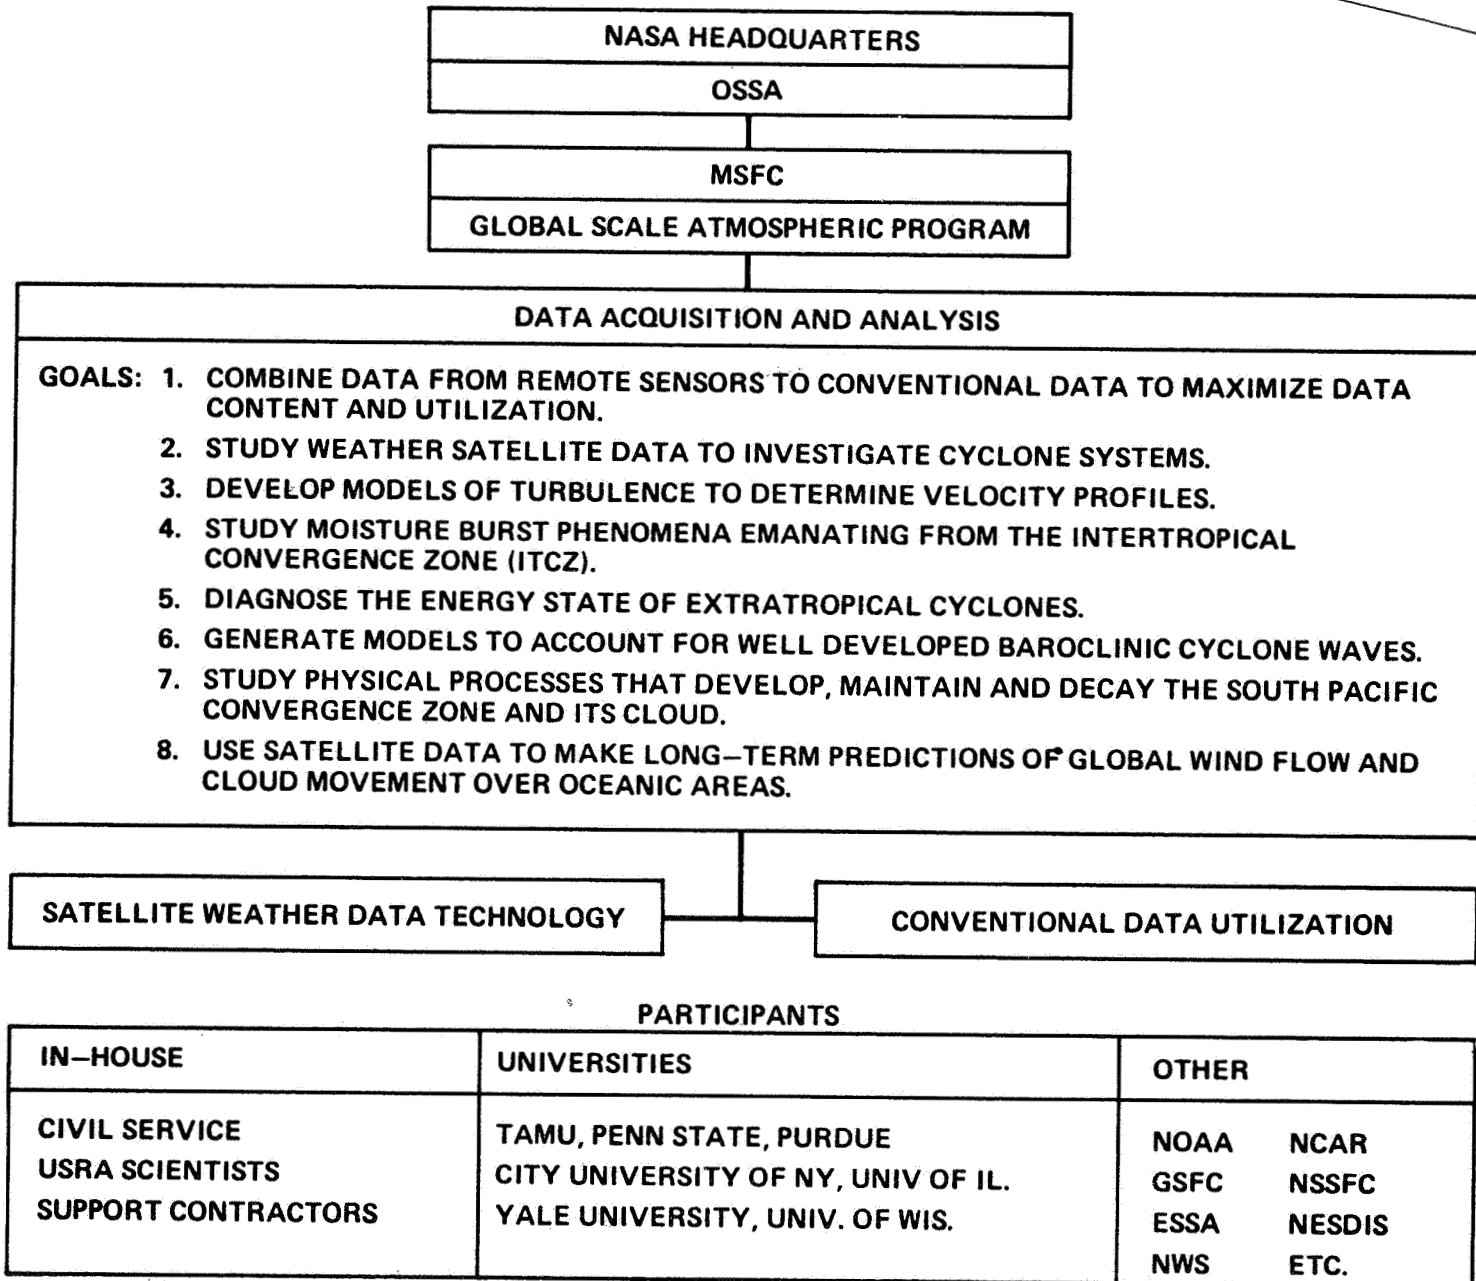 NASA HEADQUARTERS
OSSA
MSFC
GLOBAL SCALE ATMOSPHERIC PROGRAM
DATA ACQUISITION AND ANALYSIS
GOALS: 1. COMBINE DATA FROM REMOTE SENSORS TO CONVENTIONAL DATA TO MAXIMIZE DATA
CONTENT AND UTILIZATION.
2. STUDY WEATHER SATELLITE DATA TO INVESTIGATE CYCLONE SYSTEMS.
3. DEVELOP MODELS OF TURBULENCE TO DETERMINE VELOCITY PROFILES.
4. STUDY MOISTURE BURST PHENOMENA EMANATING FROM THE INTERTROPICAL
CONVERGENCE ZONE (ITCZ).
5. DIAGNOSE THE ENERGY STATE OF EXTRATROPICAL CYCLONES.
6. GENERATE MODELS TO ACCOUNT FOR WELL DEVELOPED BAROCLINIC CYCLONE WAVES.
7. STUDY PHYSICAL PROCESSES THAT DEVELOP, MAINTAIN AND DECAY THE SOUTH PACIFIC
CONVERGENCE ZONE AND ITS CLOUD.
8. USE SATELLITE DATA TO MAKE LONG–TERM PREDICTIONS OF GLOBAL WIND FLOW AND
CLOUD MOVEMENT OVER OCEANIC AREAS.
SATELLITE WEATHER DATA TECHNOLOGY
CONVENTIONAL DATA UTILIZATION
PARTICIPANTS
IN–HOUSE
CIVIL SERVICE
USRA SCIENTISTS
SUPPORT CONTRACTORS
UNIVERSITIES
TAMU, PENN STATE, PURDUE
CITY UNIVERSITY OF NY, UNIV OF IL.
YALE UNIVERSITY, UNIV. OF WIS.
OTHER
NOAA NCAR
GSFC NSSFC
ESSA NESDIS
NWS ETC.